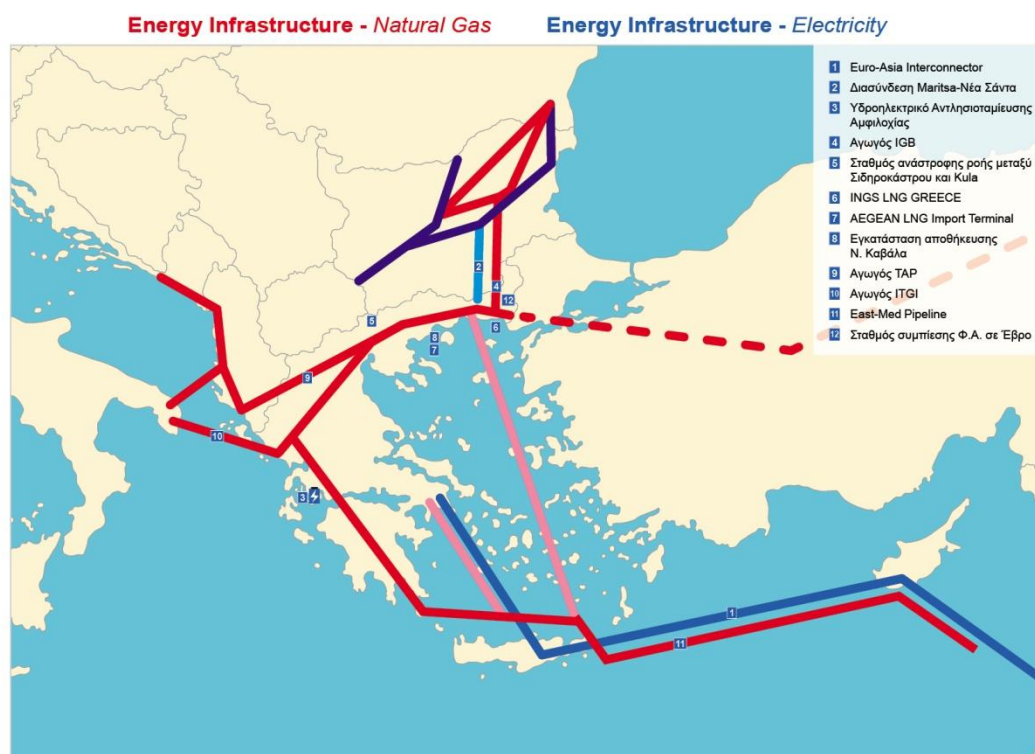 Energy Infrastructure - Natural Gas
Energy Infrastructure - Electricity
1 Euro-Asia Interconnector
2 Διασύνδεση Maritsa-Νέα Σάντα
3 Υδροηλεκτρικό Αντλησιοταμίευσης
Αμφιλοχίας
4 Αγωγός IGB
5 Σταθμός ανάστροφης ροής μεταξύ
Σιδηροκάστρου και Kula
6 INGS LNG GREECE
7 AEGEAN LNG Import Terminal
8 Εγκατάσταση αποθήκευσης
Ν. Καβάλα
9 Αγωγός TAP
10 Αγωγός ITGI
11 East-Med Pipeline
12 Σταθμός συμπίεσης Φ.Α. σε Έβρο
2
4
12
5
6
8
7
9
10
3
1
11